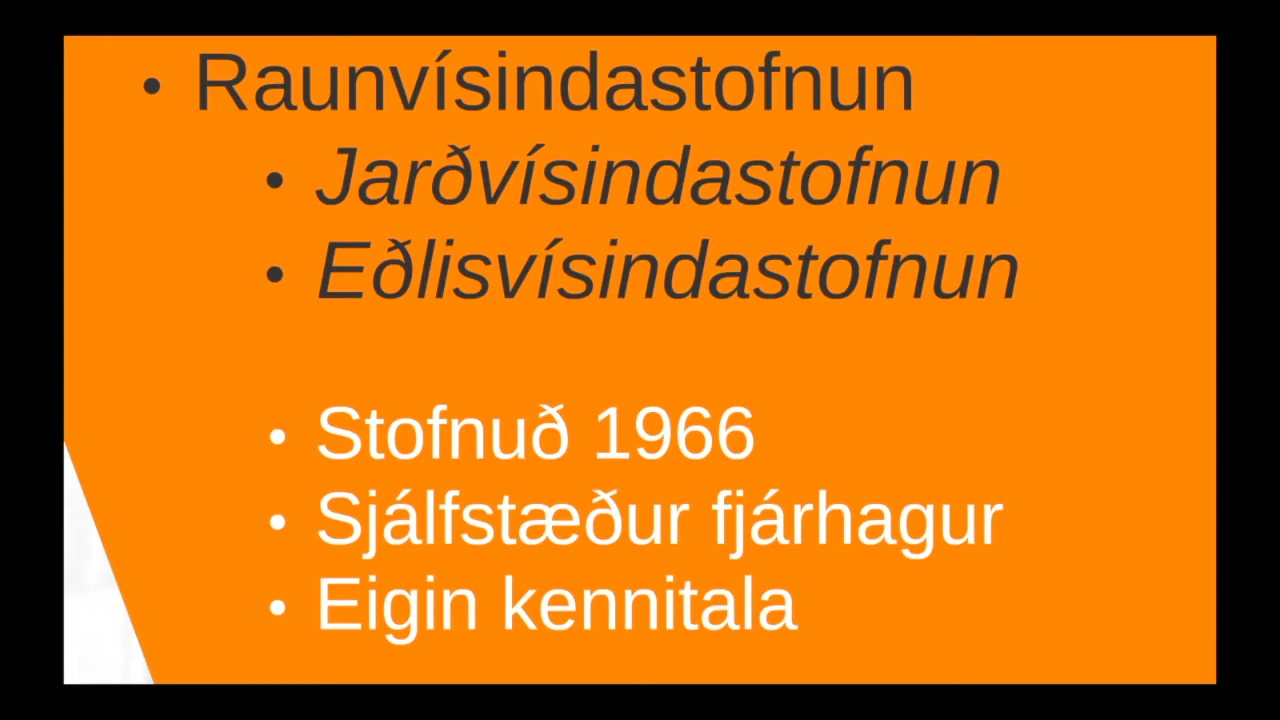 • Raunvísindastofnun
• Jarðvísindastofnun
• Eðlisvísindastofnun
• Stofnuð 1966
• Sjálfstæður fjárhagur
• Eigin kennitala